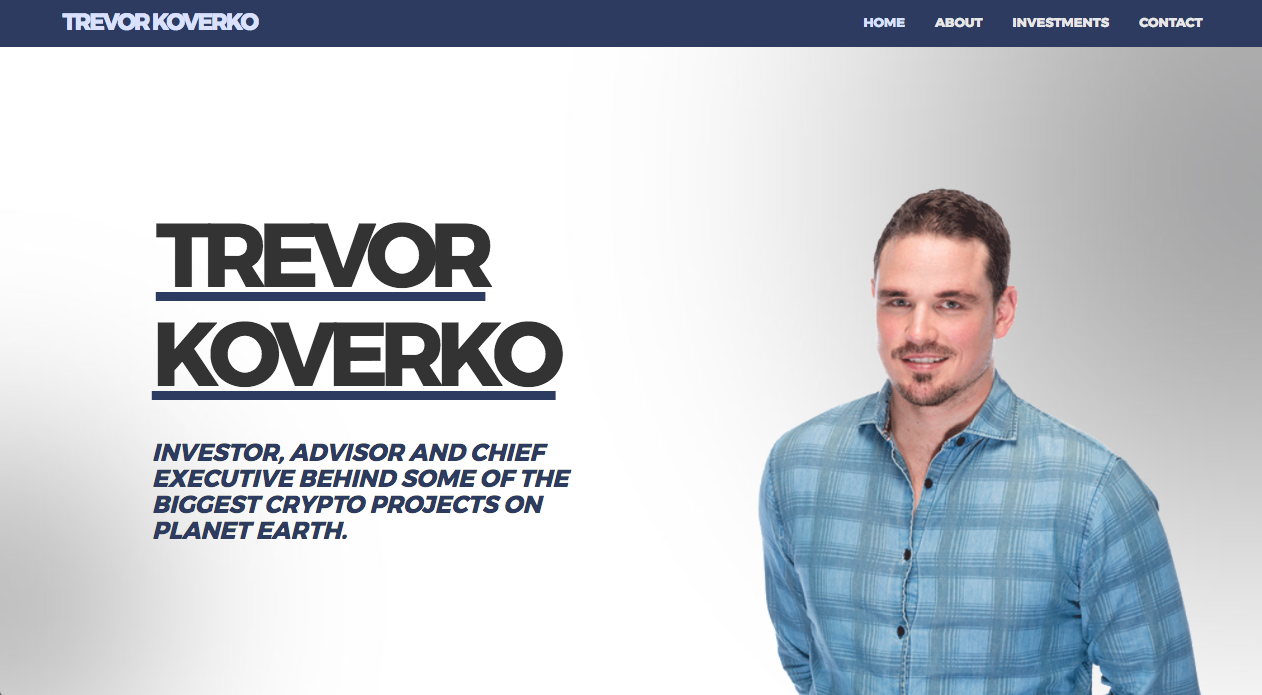 TREVOR KOVERKO
HOME ABOUT INVESTMENTS CONTACT
TREVOR
KOVERKO
INVESTOR, ADVISOR AND CHIEF
EXECUTIVE BEHIND SOME OF THE
BIGGEST CRYPTO PROJECTS ON
PLANET EARTH.